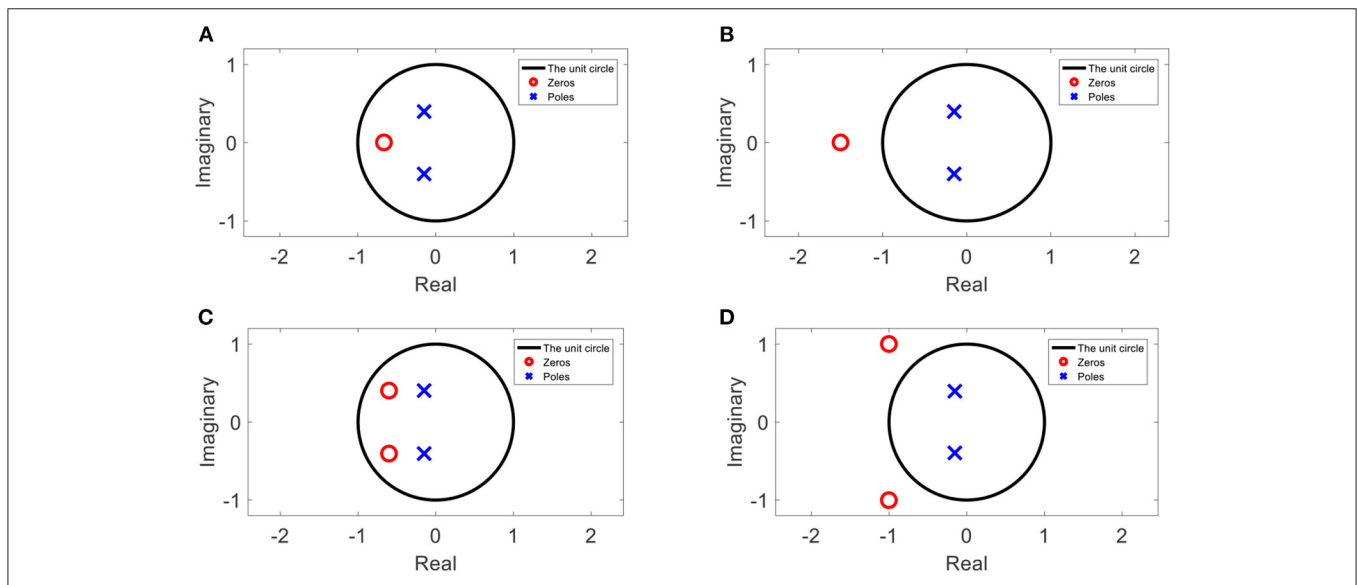 A
1
0
-1
Imaginary
-2
-1
0
1
2
Real
The unit circle
Zeros
Poles
B
1
0
-1
Imaginary
-2
-1
0
1
2
Real
The unit circle
Zeros
Poles
C
1
0
-1
Imaginary
-2
-1
0
1
2
Real
The unit circle
Zeros
Poles
D
1
0
-1
Imaginary
-2
-1
0
1
2
Real
The unit circle
Zeros
Poles